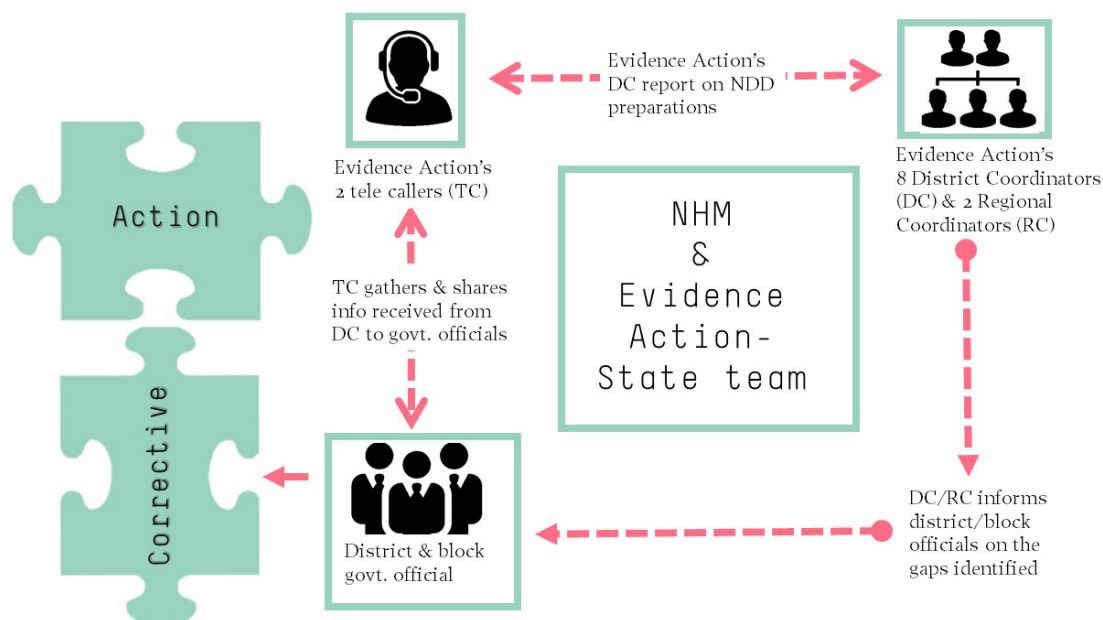 Evidence Action's
DC report on NDD
preparations
Evidence Action's
2 tele callers (TC)
Evidence Action's
8 District Coordinators
(DC) & 2 Regional
Coordinators (RC)
Action
NHM
&
Evidence
Action-
State team
TC gathers & shares
info received from
DC to govt. officials
Corrective
District & block
govt. official
DC/RC informs
district/block
officials on the
gaps identified